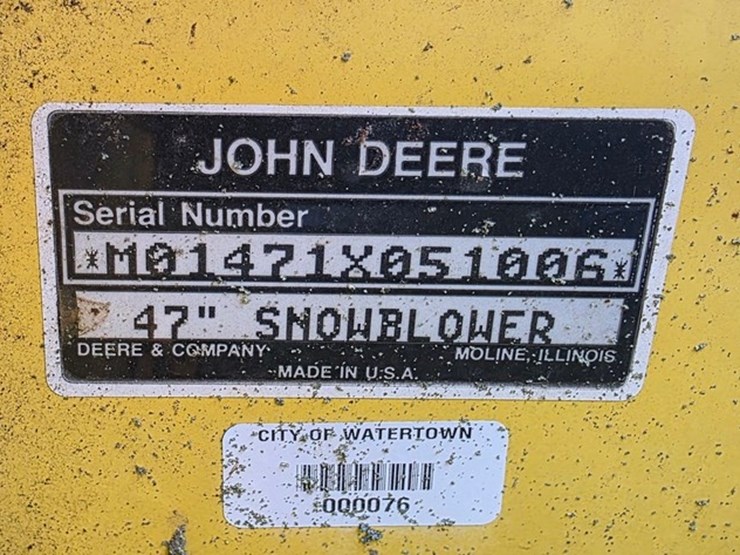 JOHN DEERE
Serial Number
*M01471X051006*
47" SNOWBLOWER
DEERE & COMPANY MOLINE, ILLINOIS
MADE IN U.S.A.
CITY OF WATERTOWN
000076